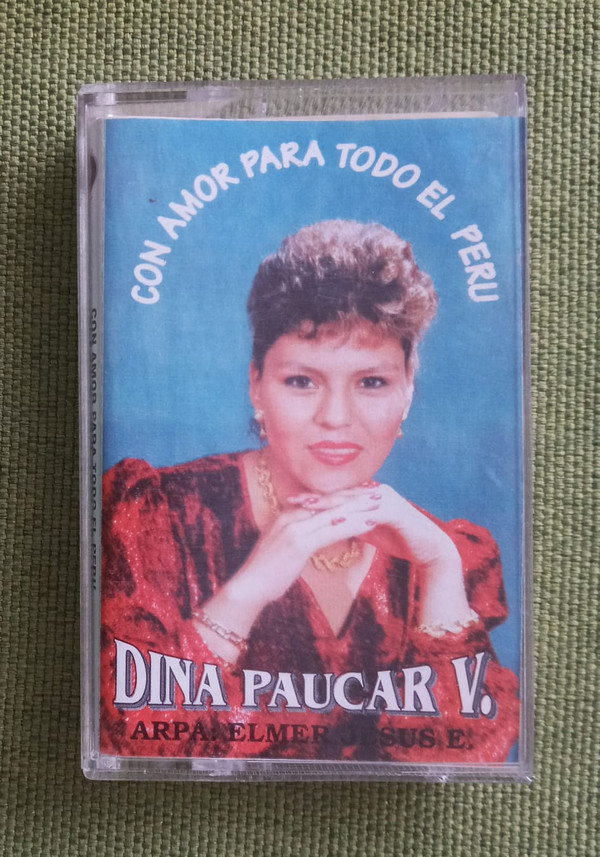 CON AMOR PARA TODO EL PERU
CON AMOR PARA TODO EL PERU
DINA PAUCAR V.
ARPA: ELMER JESUS E.